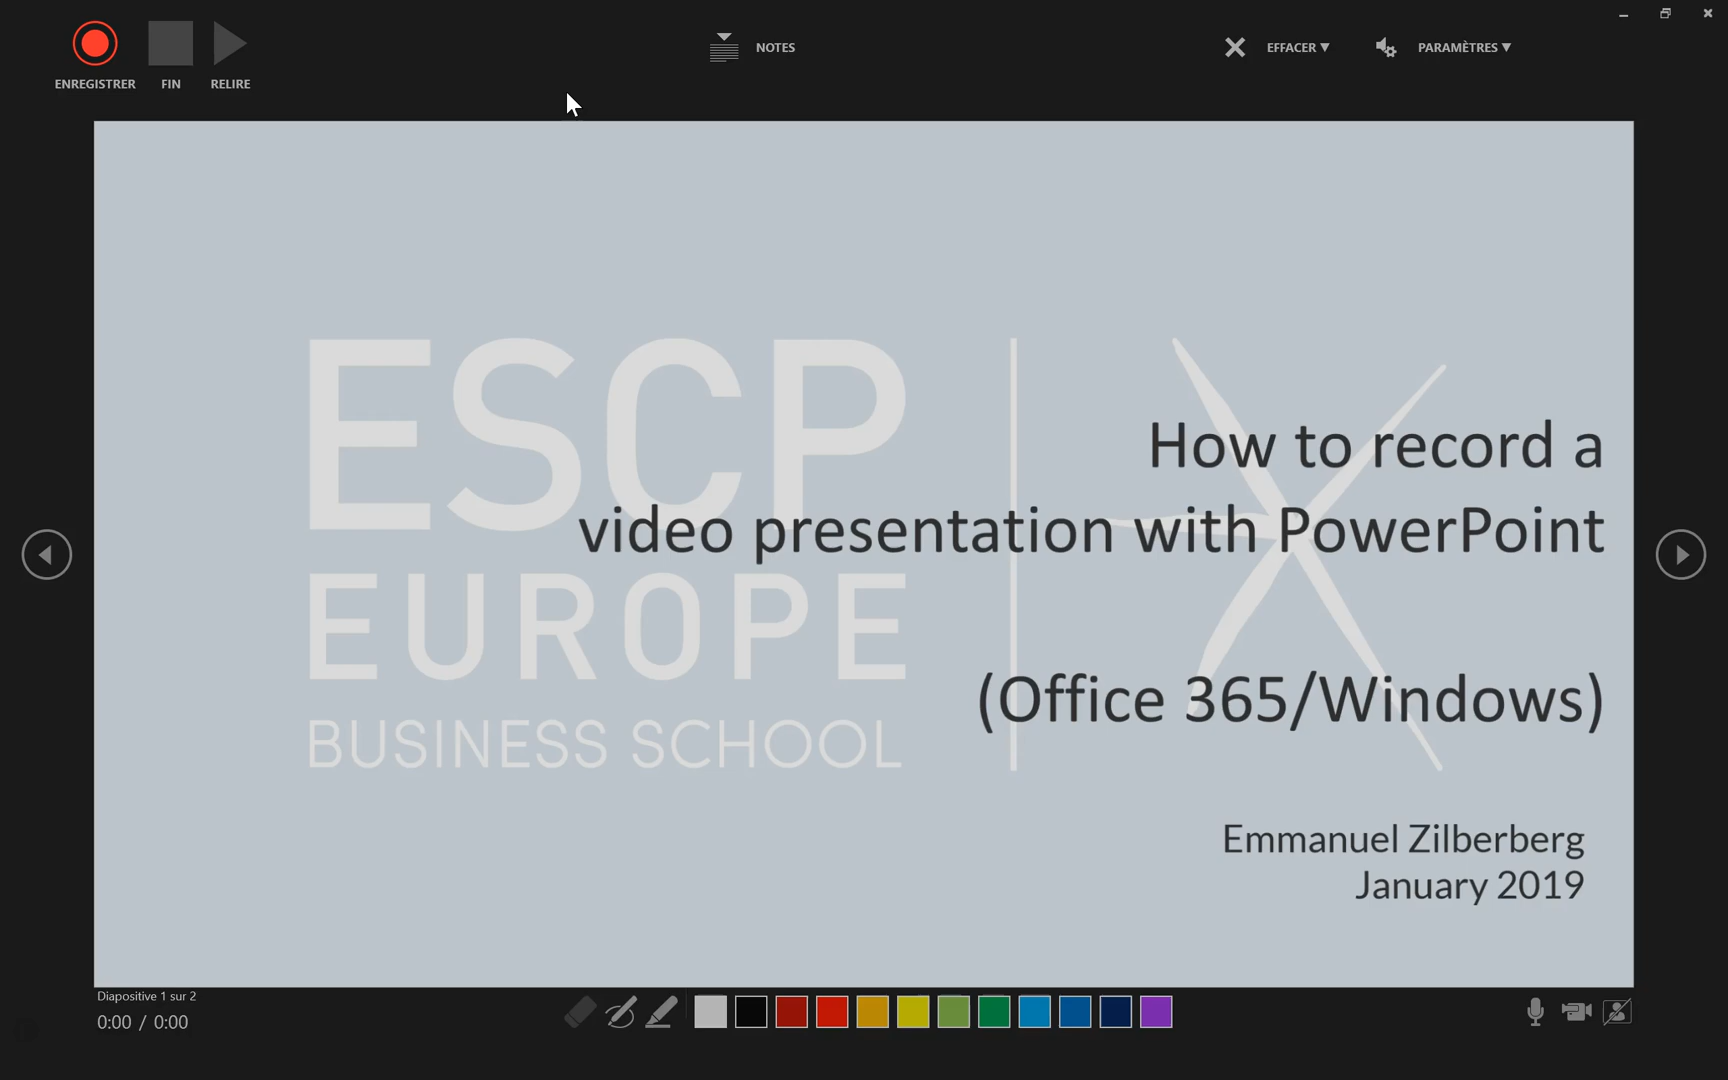 ENREGISTRER
FIN
RELIRE
NOTES
EFFACER ▼
PARAMÈTRES ▼
ESCP
EUROPE
BUSINESS SCHOOL
How to record a
video presentation with PowerPoint
(Office 365/Windows)
Emmanuel Zilberberg
January 2019
Diapositive 1 sur 2
0:00 / 0:00